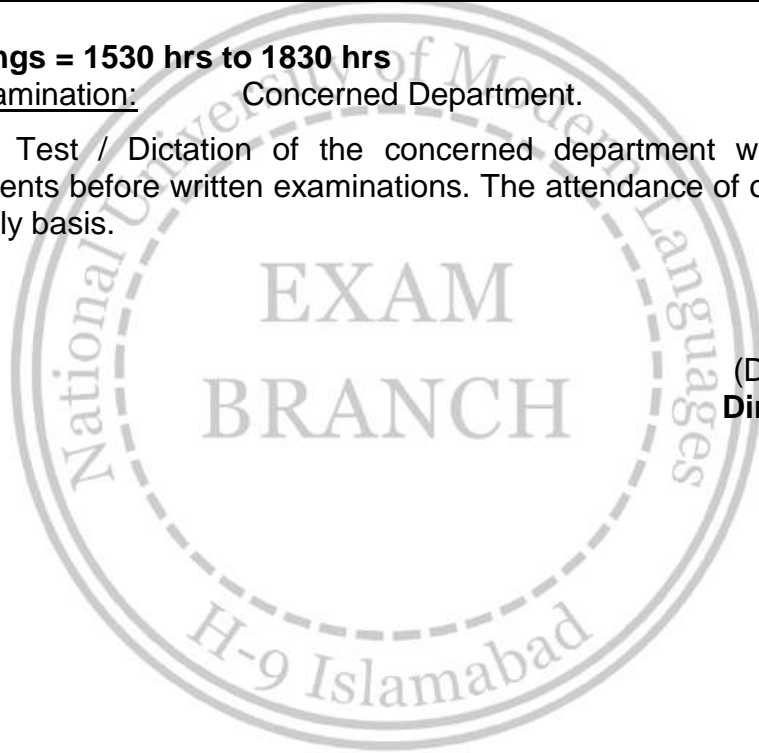 ngs = 1530 hrs to 1830 hrs
amination: Concerned Department.
Test / Dictation of the concerned department w
ents before written examinations. The attendance of
ly basis.
National University of Modern Languages
EXAM
BRANCH
(D
Dir
H-9 Islamabad